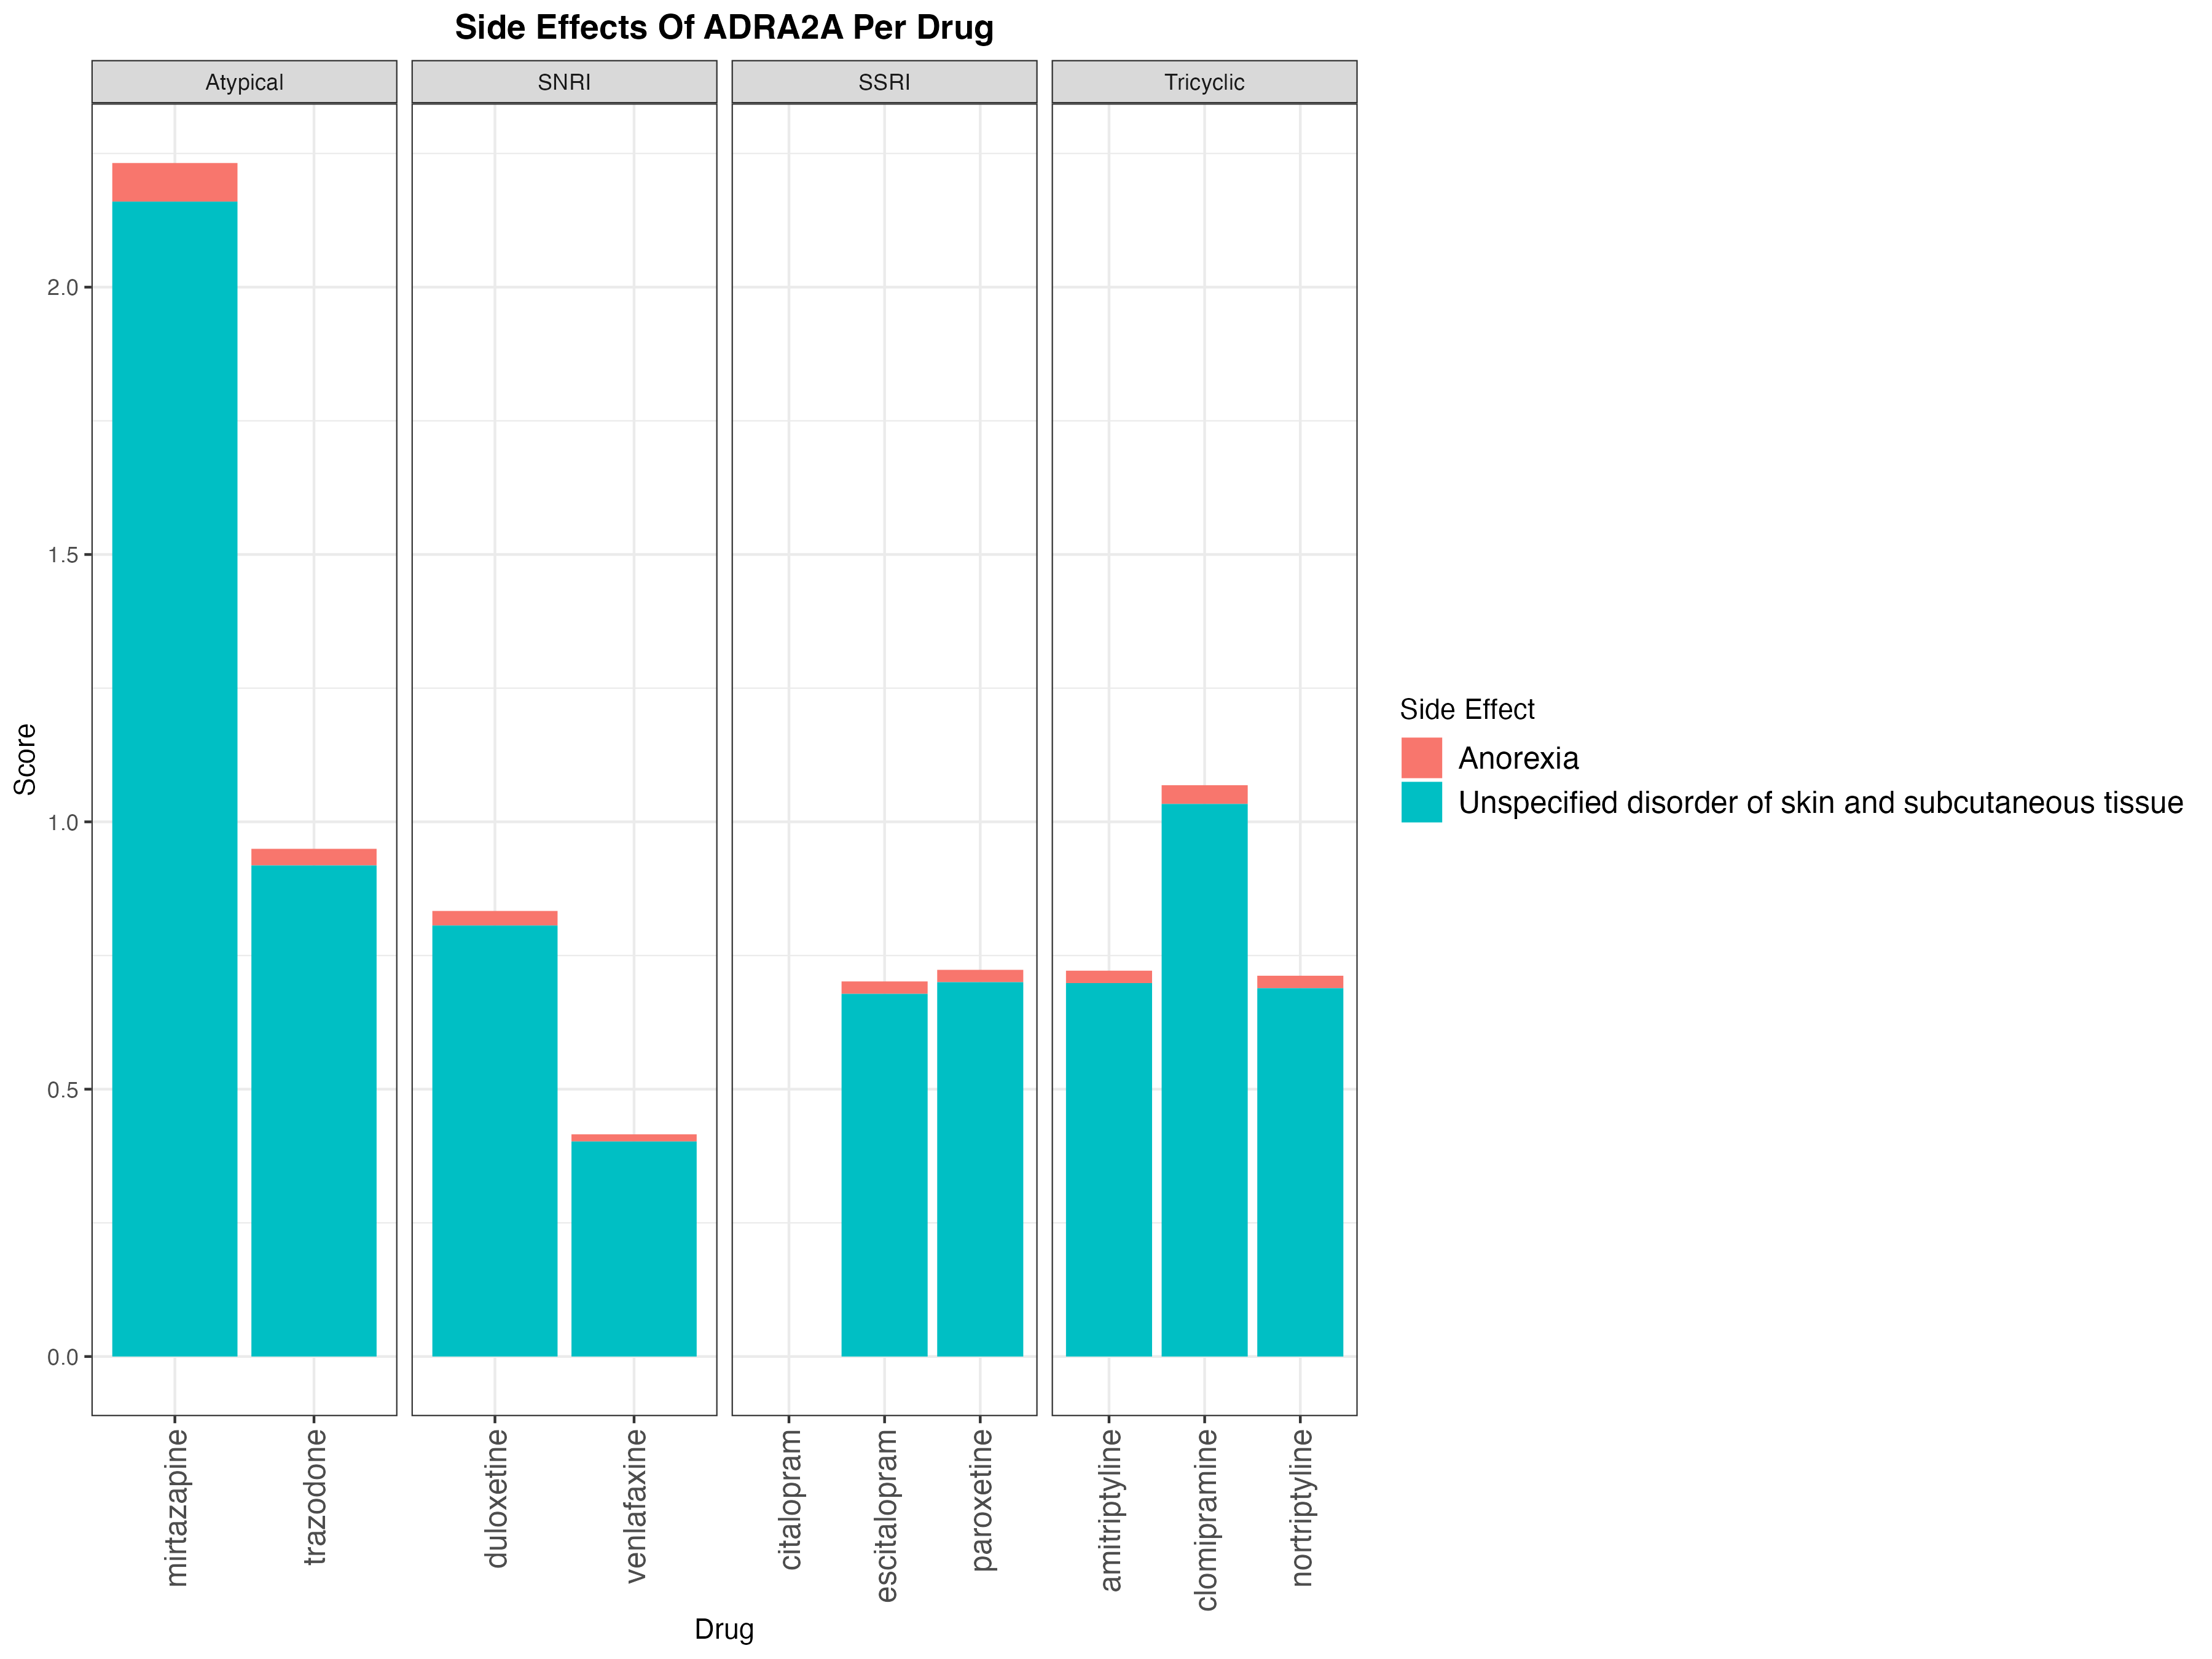 Side Effects Of ADRA2A Per Drug
Atypical
SNRI
SSRI
Tricyclic
Score
2.0
1.5
1.0
0.5
0.0
mirtazapine
trazodone
duloxetine
venlafaxine
citalopram
escitalopram
paroxetine
amitriptyline
clomipramine
nortriptyline
Drug
Side Effect
Anorexia
Unspecified disorder of skin and subcutaneous tissue